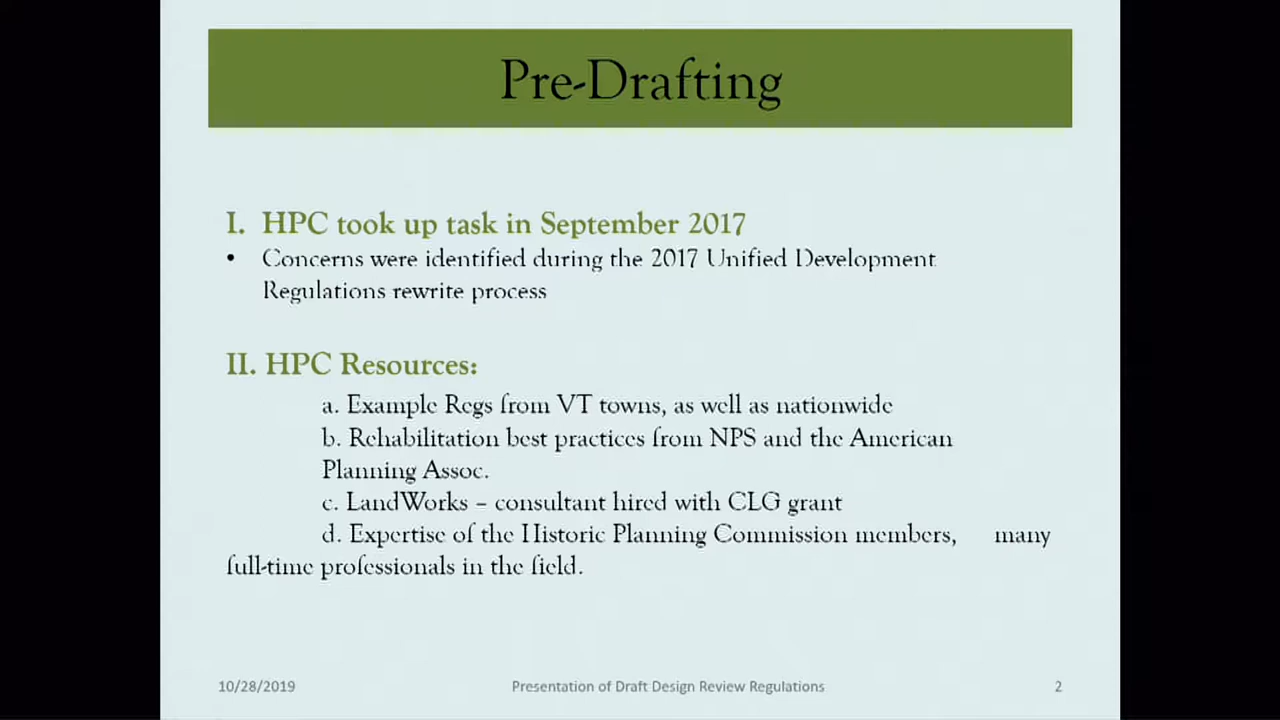 Pre-Drafting
I. HPC took up task in September 2017
• Concerns were identified during the 2017 Unified Development
Regulations rewrite process
II. HPC Resources:
a. Example Regs from VT towns, as well as nationwide
b. Rehabilitation best practices from NPS and the American
Planning Assoc.
c. LandWorks – consultant hired with CLG grant
d. Expertise of the Historic Planning Commission members, many
full-time professionals in the field.
10/28/2019 Presentation of Draft Design Review Regulations 2